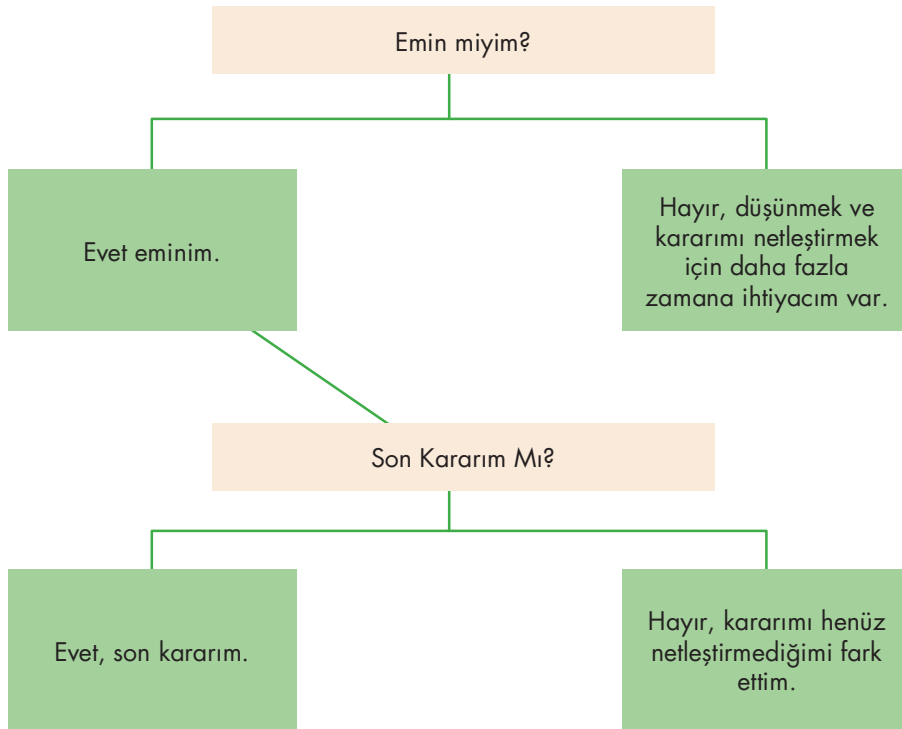 Emin miyim?
Evet eminim.
Hayır, düşünmek ve
kararımı netleştirmek
için daha fazla
zamana ihtiyacım var.
Son Kararım Mı?
Evet, son kararım.
Hayır, kararımı henüz
netleştirmediğimi fark
ettim.